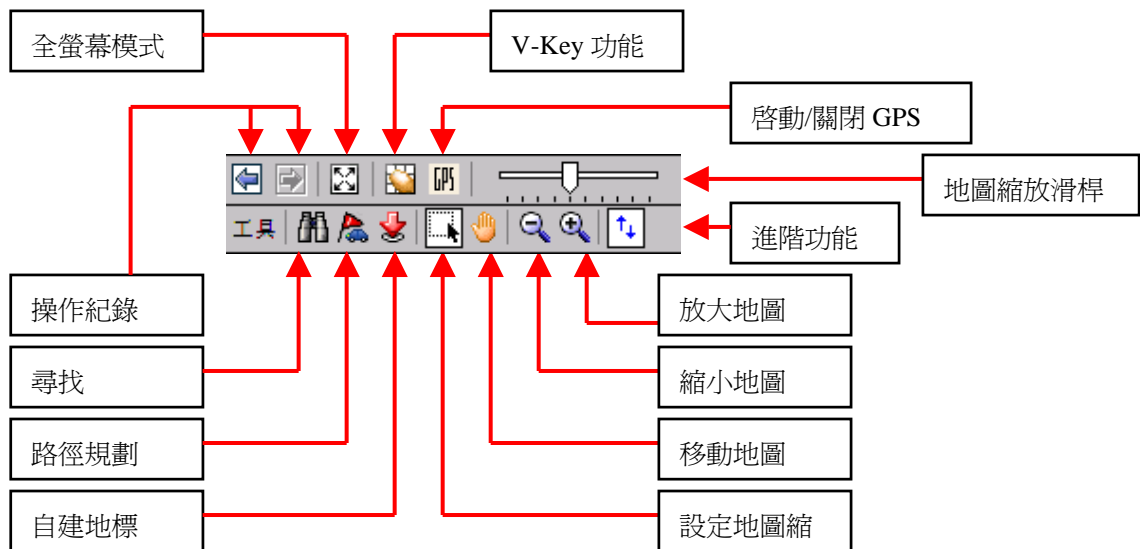 全螢幕模式
V-Key 功能
啓動/關閉 GPS
GPS
地圖縮放滑桿
工具
進階功能
操作紀錄
放大地圖
尋找
縮小地圖
路徑規劃
移動地圖
自建地標
設定地圖縮